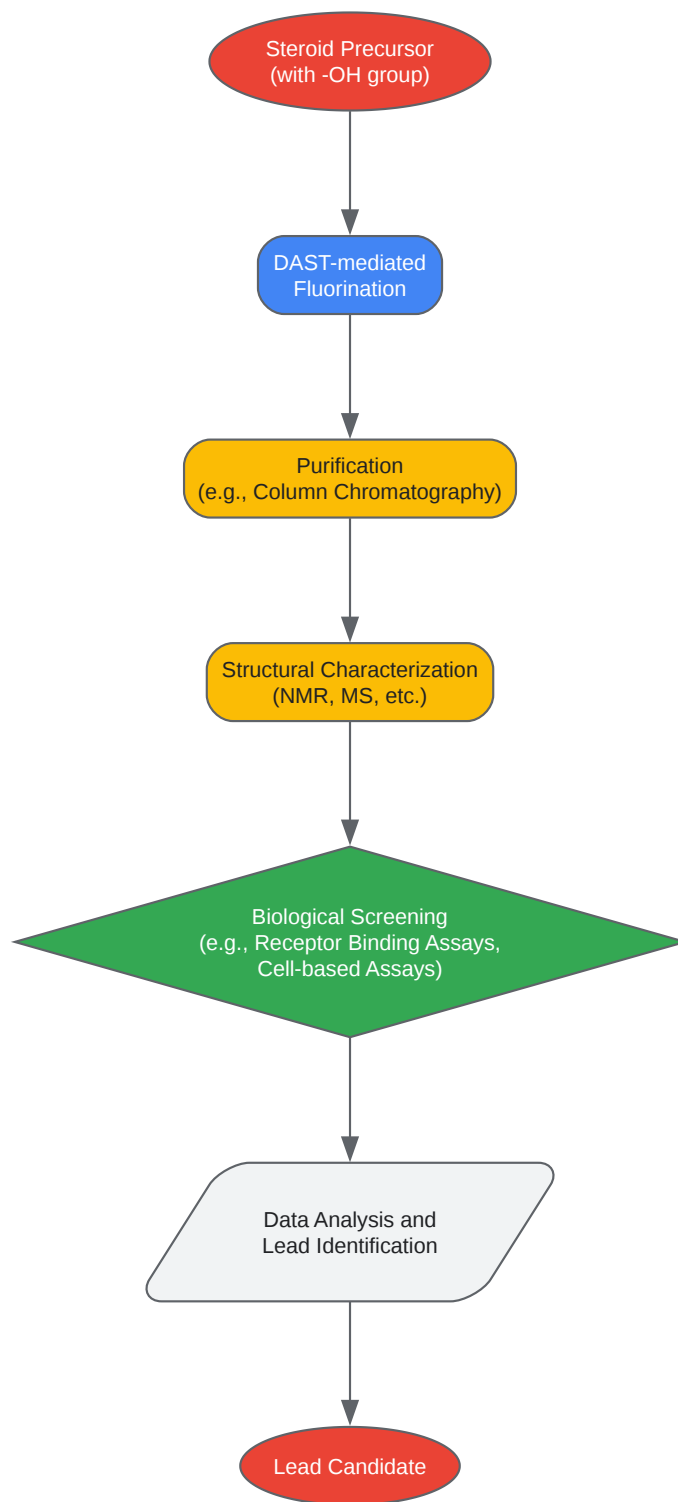 Steroid Precursor
(with -OH group)
DAST-mediated
Fluorination
Purification
(e.g., Column Chromatography)
Structural Characterization
(NMR, MS, etc.)
Biological Screening
(e.g., Receptor Binding Assays,
Cell-based Assays)
Data Analysis and
Lead Identification
Lead Candidate